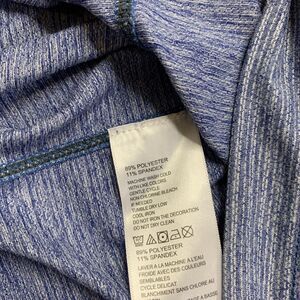 89% POLYESTER
11% SPANDEX
MACHINE WASH COLD
WITH LIKE COLORS
GENTLE CYCLE
NON-CHLORINE BLEACH
IF NEEDED
TUMBLE DRY LOW
COOL IRON
DO NOT IRON THE DECORATION
DO NOT DRY CLEAN
89% POLYESTER
11% SPANDEX
LAVER A LA MACHINE A L'EAU
FROIDE AVEC DES COULEURS
SEMBLABLES
CYCLE DELICAT
BLANCHIMENT SANS CHLORE AU
A BASSE